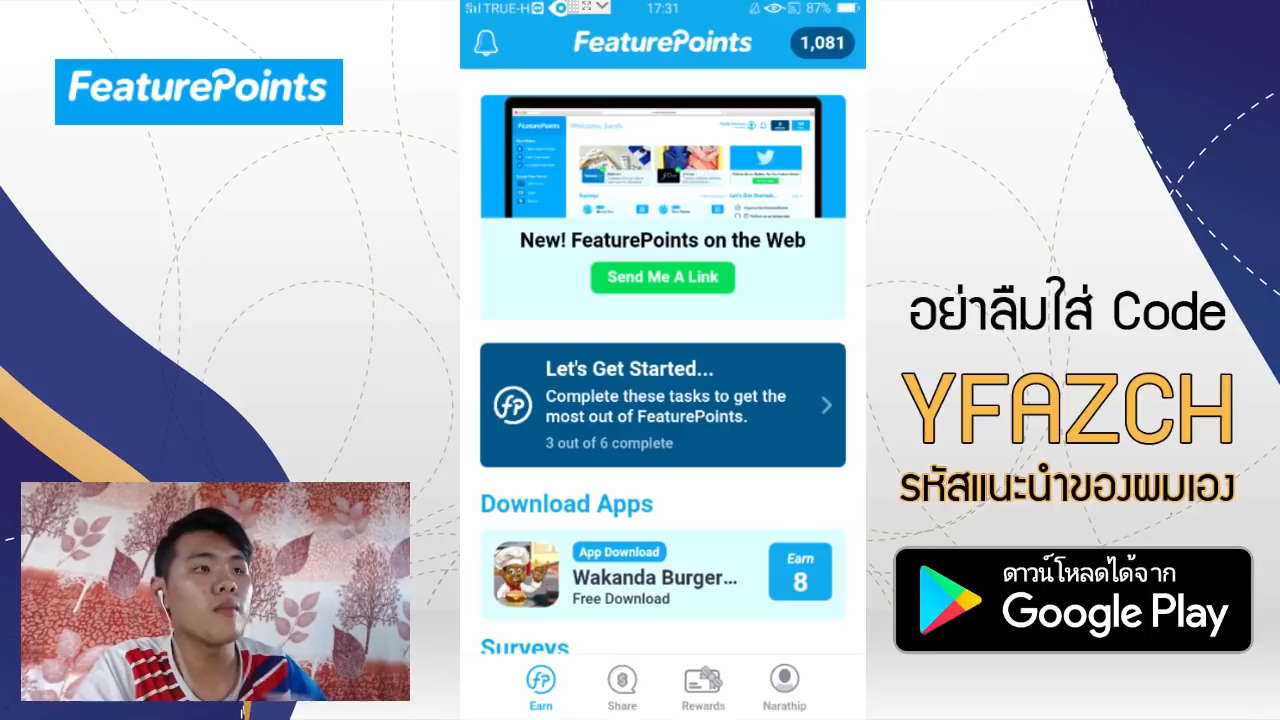 FeaturePoints
TRUE-H
17:31
87%
FeaturePoints
1,081
FeaturePoints
New! FeaturePoints on the Web
Send Me A Link
Let's Get Started...
Complete these tasks to get the
most out of FeaturePoints.
3 out of 6 complete
Download Apps
App Download
Wakanda Burger...
Free Download
Earn
8
Surveys
Earn
Share
Rewards
Narathip
อย่าลืมใส่ Code
YFAZCH
รหัสแนะนำของผมเอง
ดาวน์โหลดได้จาก
Google Play